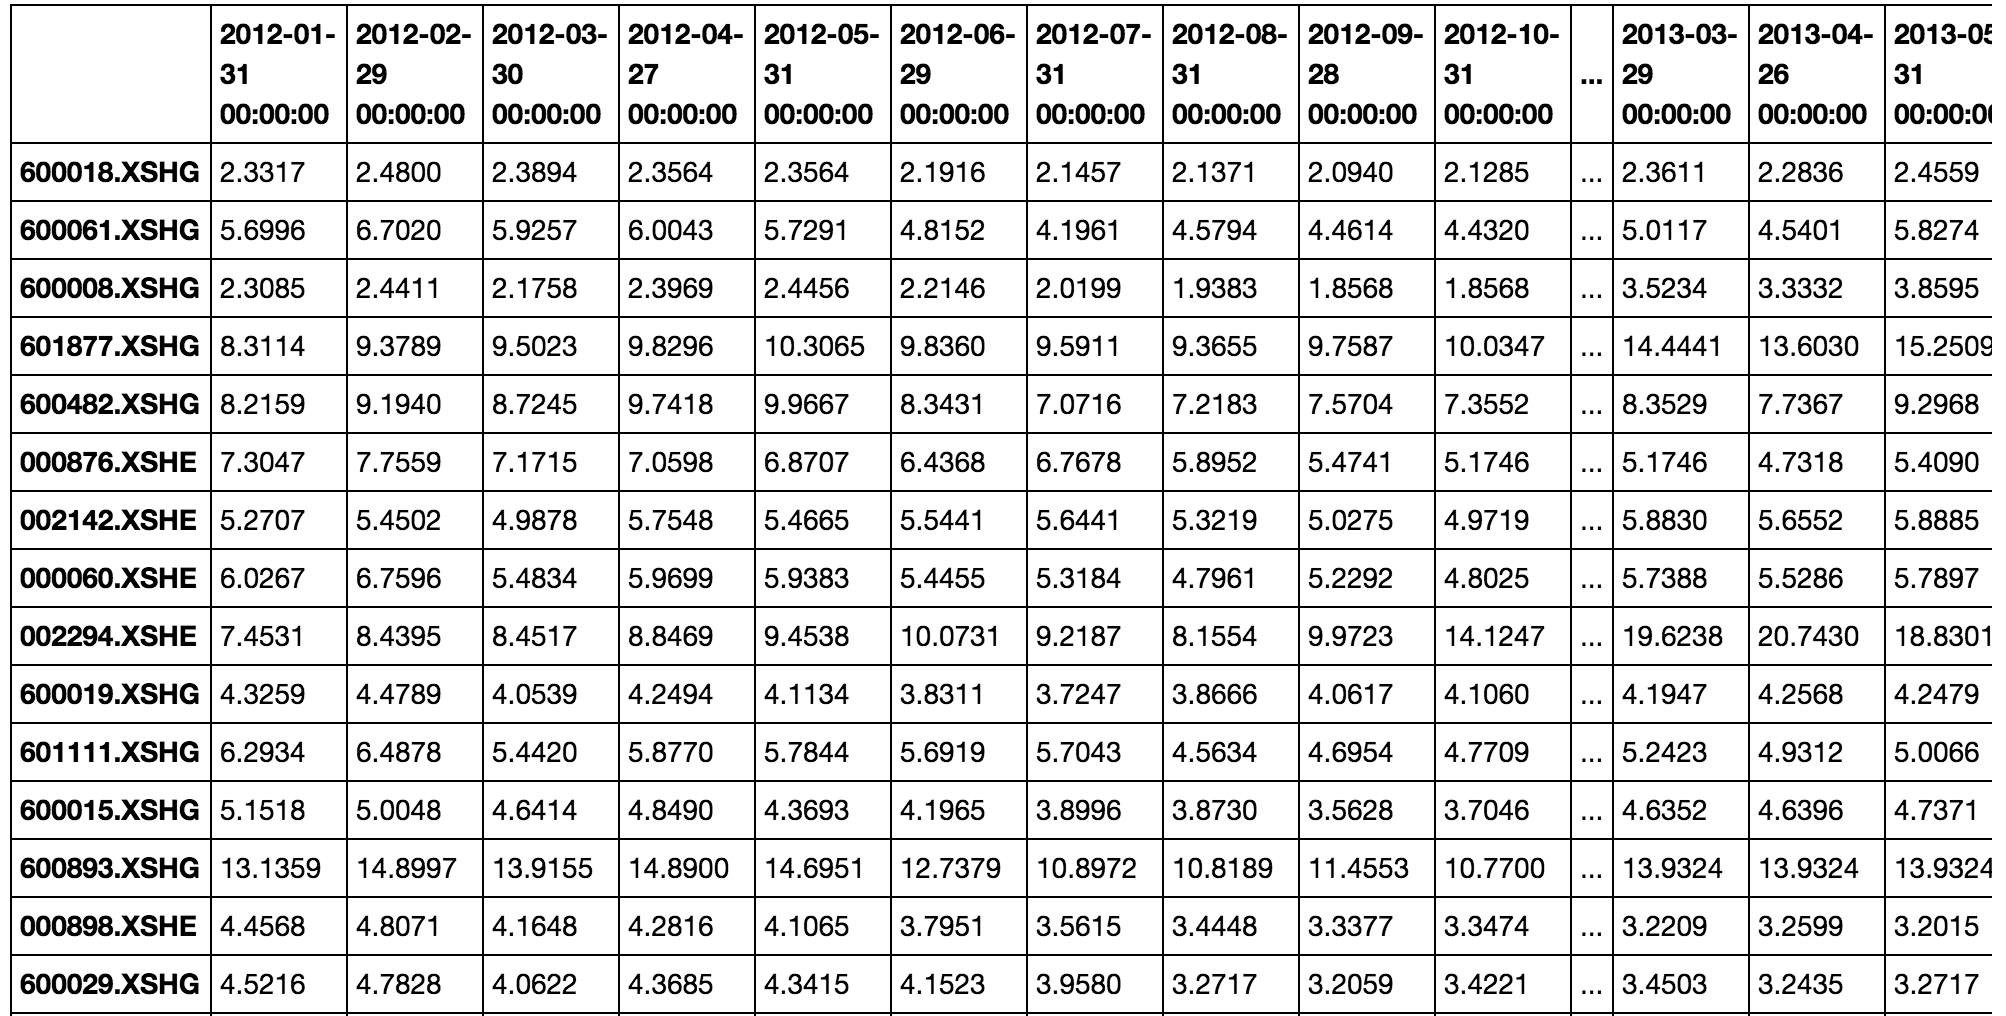 2012-01-31 00:00:00 2012-02-29 00:00:00 2012-03-30 00:00:00 2012-04-27 00:00:00 2012-05-31 00:00:00 2012-06-29 00:00:00 2012-07-31 00:00:00 2012-08-31 00:00:00 2012-09-28 00:00:00 2012-10-31 00:00:00 ... 2013-03-29 00:00:00 2013-04-26 00:00:00 2013-05 31 00:00:00
600018.XSHG 2.3317 2.4800 2.3894 2.3564 2.3564 2.1916 2.1457 2.1371 2.0940 2.1285 ... 2.3611 2.2836 2.4559
600061.XSHG 5.6996 6.7020 5.9257 6.0043 5.7291 4.8152 4.1961 4.5794 4.4614 4.4320 ... 5.0117 4.5401 5.8274
600008.XSHG 2.3085 2.4411 2.1758 2.3969 2.4456 2.2146 2.0199 1.9383 1.8568 1.8568 ... 3.5234 3.3332 3.8595
601877.XSHG 8.3114 9.3789 9.5023 9.8296 10.3065 9.8360 9.5911 9.3655 9.7587 10.0347 ... 14.4441 13.6030 15.2509
600482.XSHG 8.2159 9.1940 8.7245 9.7418 9.9667 8.3431 7.0716 7.2183 7.5704 7.3552 ... 8.3529 7.7367 9.2968
000876.XSHE 7.3047 7.7559 7.1715 7.0598 6.8707 6.4368 6.7678 5.8952 5.4741 5.1746 ... 5.1746 4.7318 5.4090
002142.XSHE 5.2707 5.4502 4.9878 5.7548 5.4665 5.5441 5.6441 5.3219 5.0275 4.9719 ... 5.8830 5.6552 5.8885
000060.XSHE 6.0267 6.7596 5.4834 5.9699 5.9383 5.4455 5.3184 4.7961 5.2292 4.8025 ... 5.7388 5.5286 5.7897
002294.XSHE 7.4531 8.4395 8.4517 8.8469 9.4538 10.0731 9.2187 8.1554 9.9723 14.1247 ... 19.6238 20.7430 18.8301
600019.XSHG 4.3259 4.4789 4.0539 4.2494 4.1134 3.8311 3.7247 3.8666 4.0617 4.1060 ... 4.1947 4.2568 4.2479
601111.XSHG 6.2934 6.4878 5.4420 5.8770 5.7844 5.6919 5.7043 4.5634 4.6954 4.7709 ... 5.2423 4.9312 5.0066
600015.XSHG 5.1518 5.0048 4.6414 4.8490 4.3693 4.1965 3.8996 3.8730 3.5628 3.7046 ... 4.6352 4.6396 4.7371
600893.XSHG 13.1359 14.8997 13.9155 14.8900 14.6951 12.7379 10.8972 10.8189 11.4553 10.7700 ... 13.9324 13.9324 13.9324
000898.XSHE 4.4568 4.8071 4.1648 4.2816 4.1065 3.7951 3.5615 3.4448 3.3377 3.3474 ... 3.2209 3.2599 3.2015
600029.XSHG 4.5216 4.7828 4.0622 4.3685 4.3415 4.1523 3.9580 3.2717 3.2059 3.4221 ... 3.4503 3.2435 3.2717